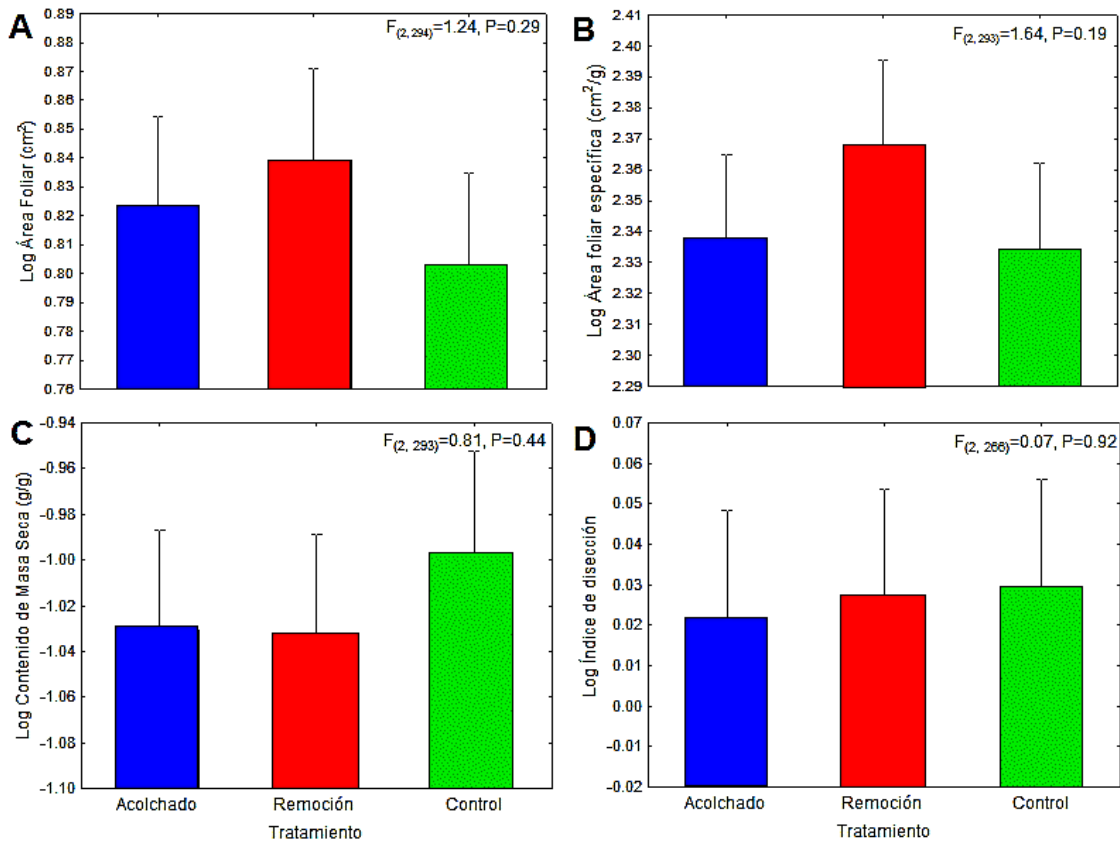 A
F(2, 294)=1.24, P=0.29
Log Área Foliar (cm²)
0.89
0.88
0.87
0.86
0.85
0.84
0.83
0.82
0.81
0.80
0.79
0.78
0.77
0.76
B
F(2, 293)=1.64, P=0.19
Log Área foliar específica (cm²/g)
2.41
2.40
2.39
2.38
2.37
2.36
2.35
2.34
2.33
2.32
2.31
2.30
2.29
C
F(2, 293)=0.81, P=0.44
Log Contenido de Masa Seca (g/g)
-0.94
-0.96
-0.98
-1.00
-1.02
-1.04
-1.06
-1.08
-1.10
Acolchado Remoción Control
Tratamiento
D
F(2, 266)=0.07, P=0.92
Log Índice de disección
0.07
0.06
0.05
0.04
0.03
0.02
0.01
0.00
-0.01
-0.02
Acolchado Remoción Control
Tratamiento